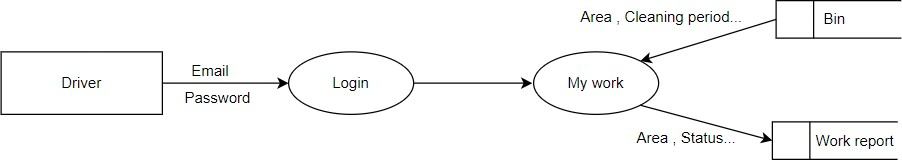 Area , Cleaning period...
Bin
Driver
Email
Password
Login
My work
Area , Status...
Work report